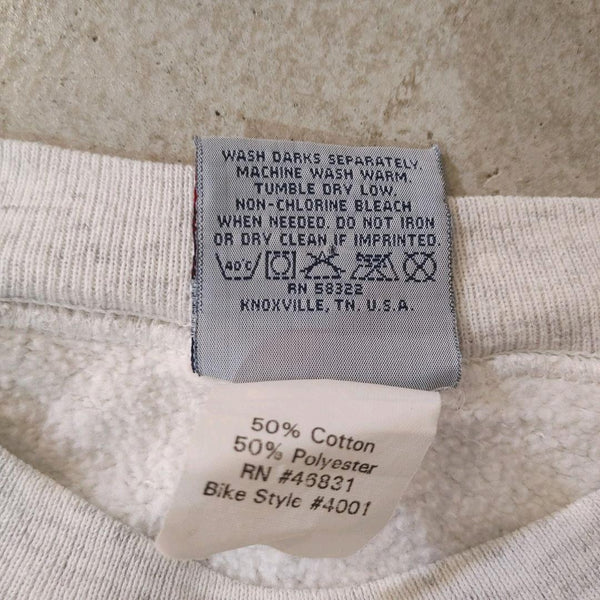 WASH DARKS SEPARATELY.
MACHINE WASH WARM.
TUMBLE DRY LOW.
NON-CHLORINE BLEACH
WHEN NEEDED. DO NOT IRON
OR DRY CLEAN IF IMPRINTED.
40°C
RN 58322
KNOXVILLE, TN. U.S.A.
50% Cotton
50% Polyester
RN #46831
Bike Style #4001